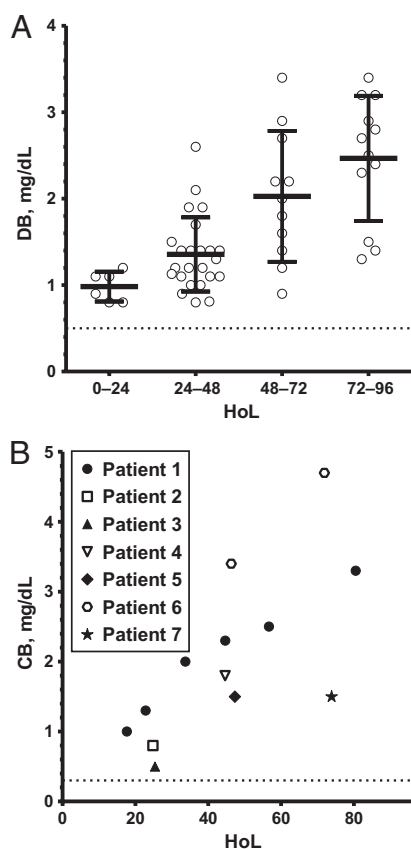 A
4
3
2
1
0
DB, mg/dL
0–24 24–48 48–72 72–96
HoL
B
5
4
3
2
1
0
CB, mg/dL
Patient 1
Patient 2
Patient 3
Patient 4
Patient 5
Patient 6
Patient 7
0 20 40 60 80
HoL